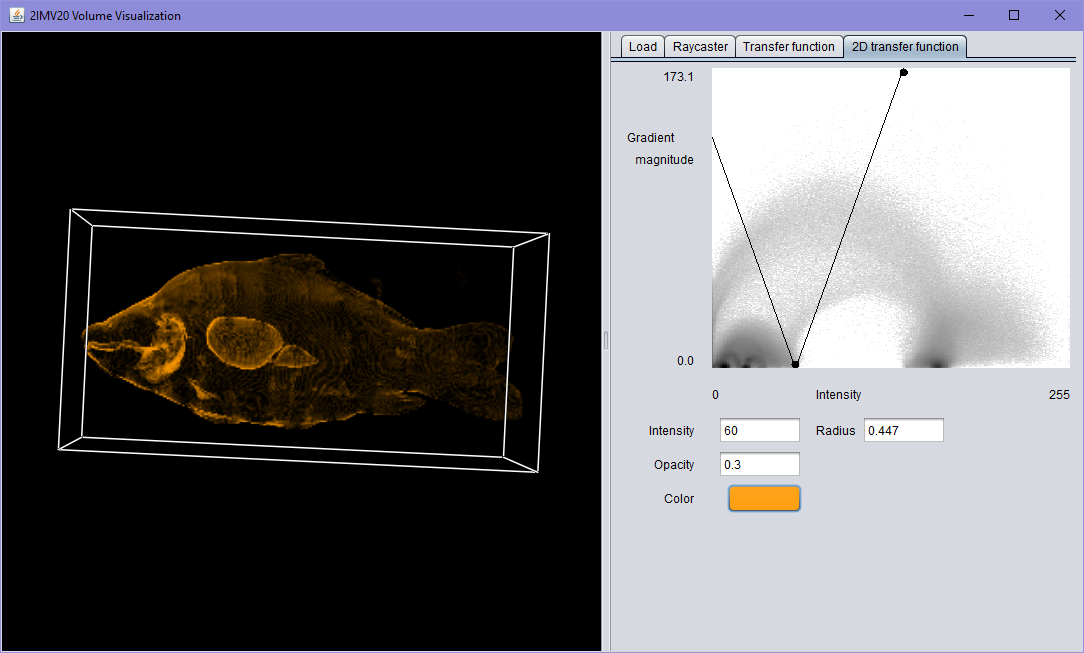 2IMV20 Volume Visualization
Load Raycaster Transfer function 2D transfer function
173.1
Gradient
magnitude
0.0
0 Intensity 255
Intensity 60 Radius 0.447
Opacity 0.3
Color